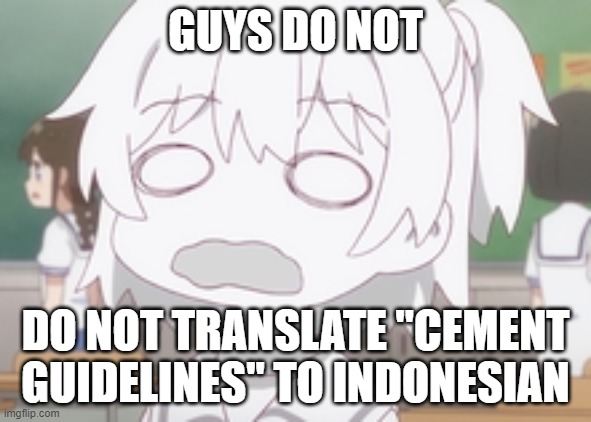 GUYS DO NOT
DO NOT TRANSLATE "CEMENT
GUIDELINES" TO INDONESIAN
imgflip.com